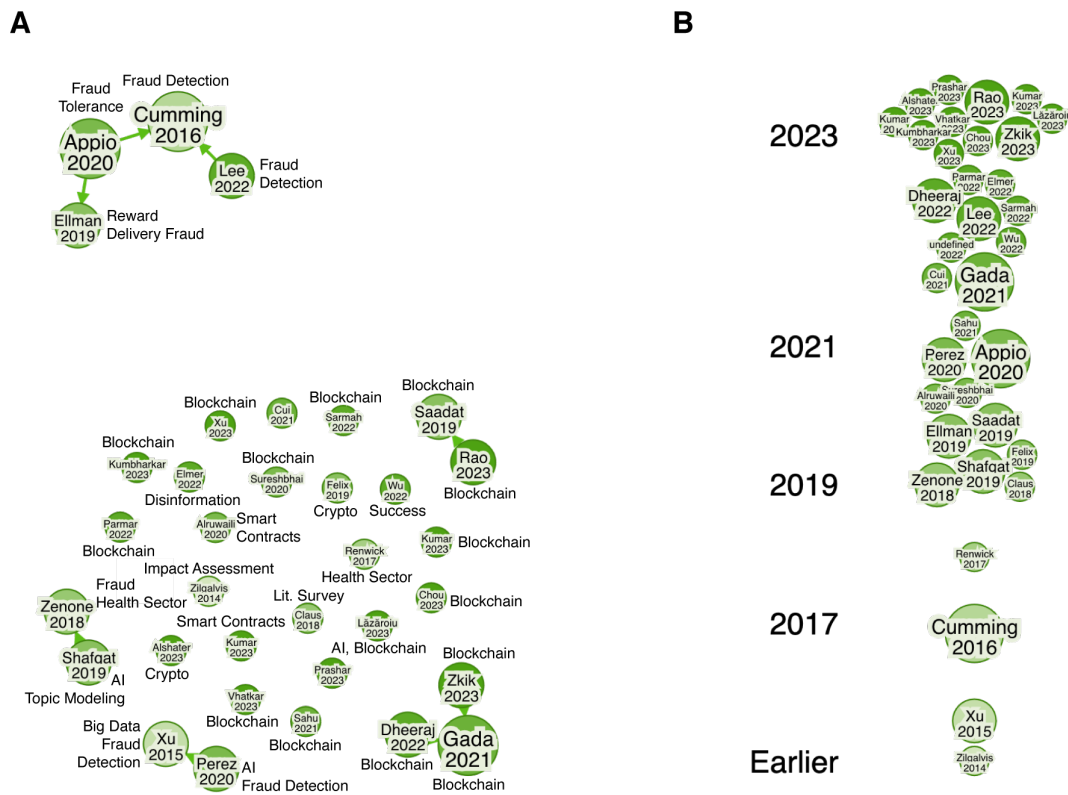 A
Fraud Detection
Fraud
Tolerance
Cumming
2016
Appio
2020
Lee
2022
Fraud
Detection
Ellman
2019
Reward
Delivery Fraud
Blockchain
Xu
2023
Cui
2021
Blockchain
Sarmah
2022
Blockchain
Saadat
2019
Rao
2023
Blockchain
Blockchain
Kumbharkar
2023
Elmer
2022
Disinformation
Blockchain
Sureshbhai
2020
Felix
2019
Crypto
Wu
2022
Success
Parmar
2022
Blockchain
Alruwaili
2020
Smart
Contracts
Renwick
2017
Health Sector
Kumar
2023
Blockchain
Impact Assessment
Zilgalvis
2014
Fraud
Health Sector
Zenone
2018
Shafqat
2019
AI
Topic Modeling
Lit. Survey
Claus
2018
Chou
2023
Blockchain
Smart Contracts
Kumar
2023
Alshater
2023
Crypto
Lăzăroiu
2023
AI, Blockchain
Prashar
2023
Vhatkar
2023
Blockchain
Sahu
2021
Blockchain
Blockchain
Zkik
2023
Dheeraj
2022
Blockchain
Gada
2021
Blockchain
Big Data
Fraud
Detection
Xu
2015
Perez
2020
AI
Fraud Detection
B
2023
Prashar
2023
Alshate
Rao
2023
Kumar
2023
Lăzăroiu
2023
Kumar
Kumbharkar
2023
Vhatkar
2023
Chou
2023
Zkik
2023
Xu
2023
Parmar
2022
Elmer
2022
Dheeraj
2022
Lee
2022
Sarmah
2022
undefined
2022
Wu
2022
Cui
2021
Gada
2021
2021
Sahu
2021
Perez
2020
Appio
2020
Alruwaili
2020
Sureshbhai
2020
Ellman
2019
Saadat
2019
2019
Shafqat
2019
Felix
2019
Zenone
2018
Claus
2018
Renwick
2017
2017
Cumming
2016
Xu
2015
Earlier
Zilgalvis
2014